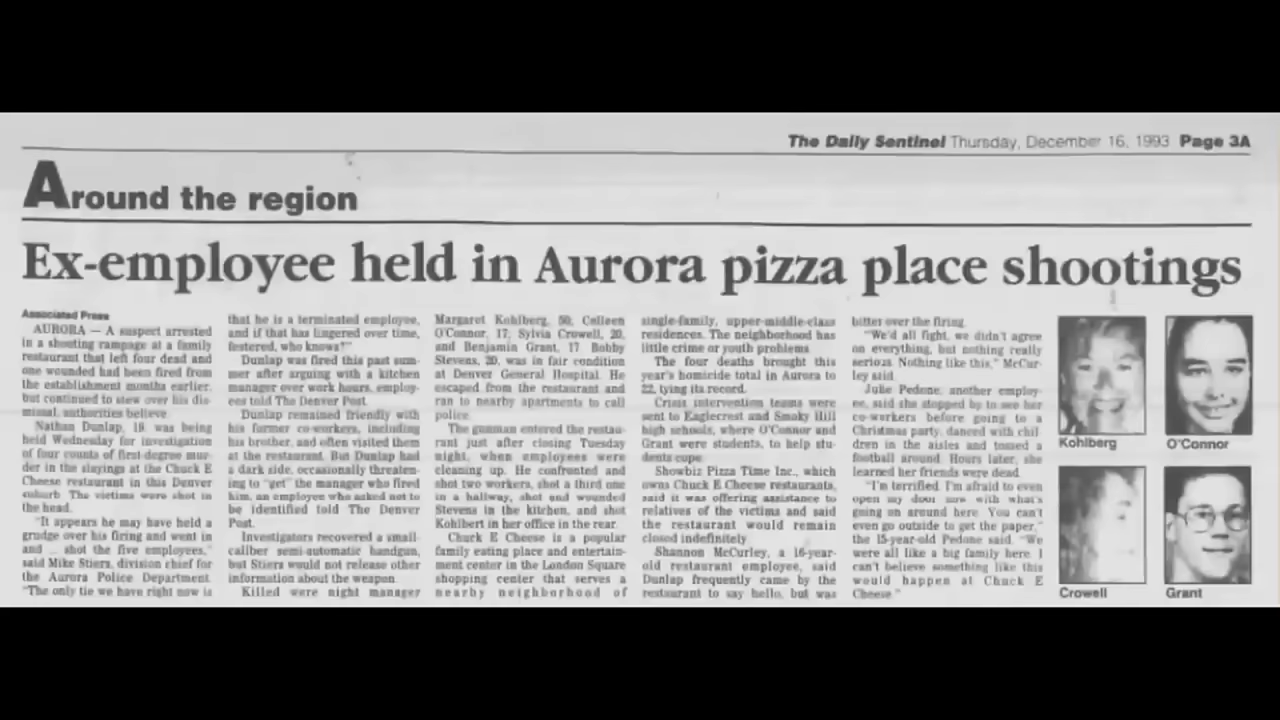 The Daily Sentinel Thursday, December 16, 1993 Page 3A
Around the region
Ex-employee held in Aurora pizza place shootings
Associated Press
AURORA — A suspect arrested
in a shooting rampage at a family
restaurant that left four dead and
one wounded had been fired from
the establishment months earlier,
but continued to stew over his dis-
missal, authorities believe.
Nathan Dunlap, 19, was being
held Wednesday for investigation
of four counts of first-degree mur-
der in the slayings at the Chuck E
Cheese restaurant in this Denver
suburb. The victims were shot in
the head.
"It appears he may have held a
grudge over his firing and went in
and ... shot the five employees,"
said Mike Stiers, division chief for
the Aurora Police Department.
"The only tie we have right now is
that he is a terminated employee,
and if that has lingered over time,
festered, who knows?"
Dunlap was fired this past sum-
mer after arguing with a kitchen
manager over work hours, employ-
ees told The Denver Post.
Dunlap remained friendly with
his former co-workers, including
his brother, and often visited them
at the restaurant. But Dunlap had
a dark side, occasionally threaten-
ing to "get" the manager who fired
him, an employee who asked not to
be identified told The Denver
Post.
Investigators recovered a small-
caliber semi-automatic handgun,
but Stiers would not release other
information about the weapon.
Killed were night manager
Margaret Kohlberg, 50, Colleen
O'Connor, 17, Sylvia Crowell, 20,
and Benjamin Grant, 17. Bobby
Stevens, 20, was in fair condition
at Denver General Hospital. He
escaped from the restaurant and
ran to nearby apartments to call
police.
The gunman entered the restau-
rant just after closing Tuesday
night, when employees were
cleaning up. He confronted and
shot two workers, shot a third one
in a hallway, shot and wounded
Stevens in the kitchen, and shot
Kohlbert in her office in the rear.
Chuck E Cheese is a popular
family eating place and entertain-
ment center in the London Square
shopping center that serves a
nearby neighborhood of
single-family, upper-middle-class
residences. The neighborhood has
little crime or youth problems.
The four deaths brought this
year's homicide total in Aurora to
22, tying its record.
Crisis intervention teams were
sent to Eaglecrest and Smoky Hill
high schools, where O'Connor and
Grant were students, to help stu-
dents cope.
Showbiz Pizza Time Inc., which
owns Chuck E Cheese restaurants,
said it was offering assistance to
relatives of the victims and said
the restaurant would remain
closed indefinitely.
Shannon McCurley, a 16-year-
old restaurant employee, said
Dunlap frequently came by the
restaurant to say hello, but was
bitter over the firing.
"We'd all fight, we didn't agree
on everything, but nothing really
serious. Nothing like this," McCur-
ley said.
Julie Pedone, another employ-
ee, said she stopped by to see her
co-workers before going to a
Christmas party, danced with chil-
dren in the aisles and tossed a
football around. Hours later, she
learned her friends were dead.
"I'm terrified. I'm afraid to even
open my door now with what's
going on around here. You can't
even go outside to get the paper,"
the 15-year-old Pedone said. "We
were all like a big family here. I
can't believe something like this
would happen at Chuck E
Cheese."
Kohlberg
O'Connor
Crowell
Grant